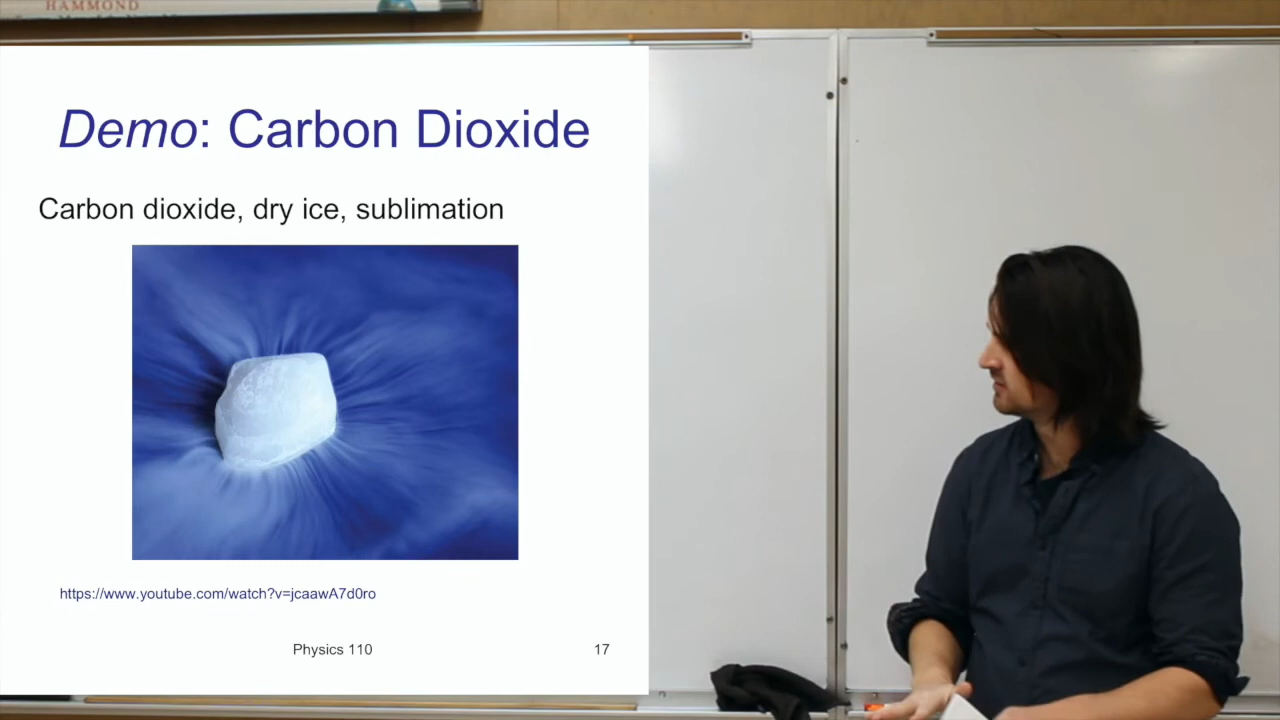 HAMMOND
Demo: Carbon Dioxide
Carbon dioxide, dry ice, sublimation
https://www.youtube.com/watch?v=jcaawA7d0ro
Physics 110
17